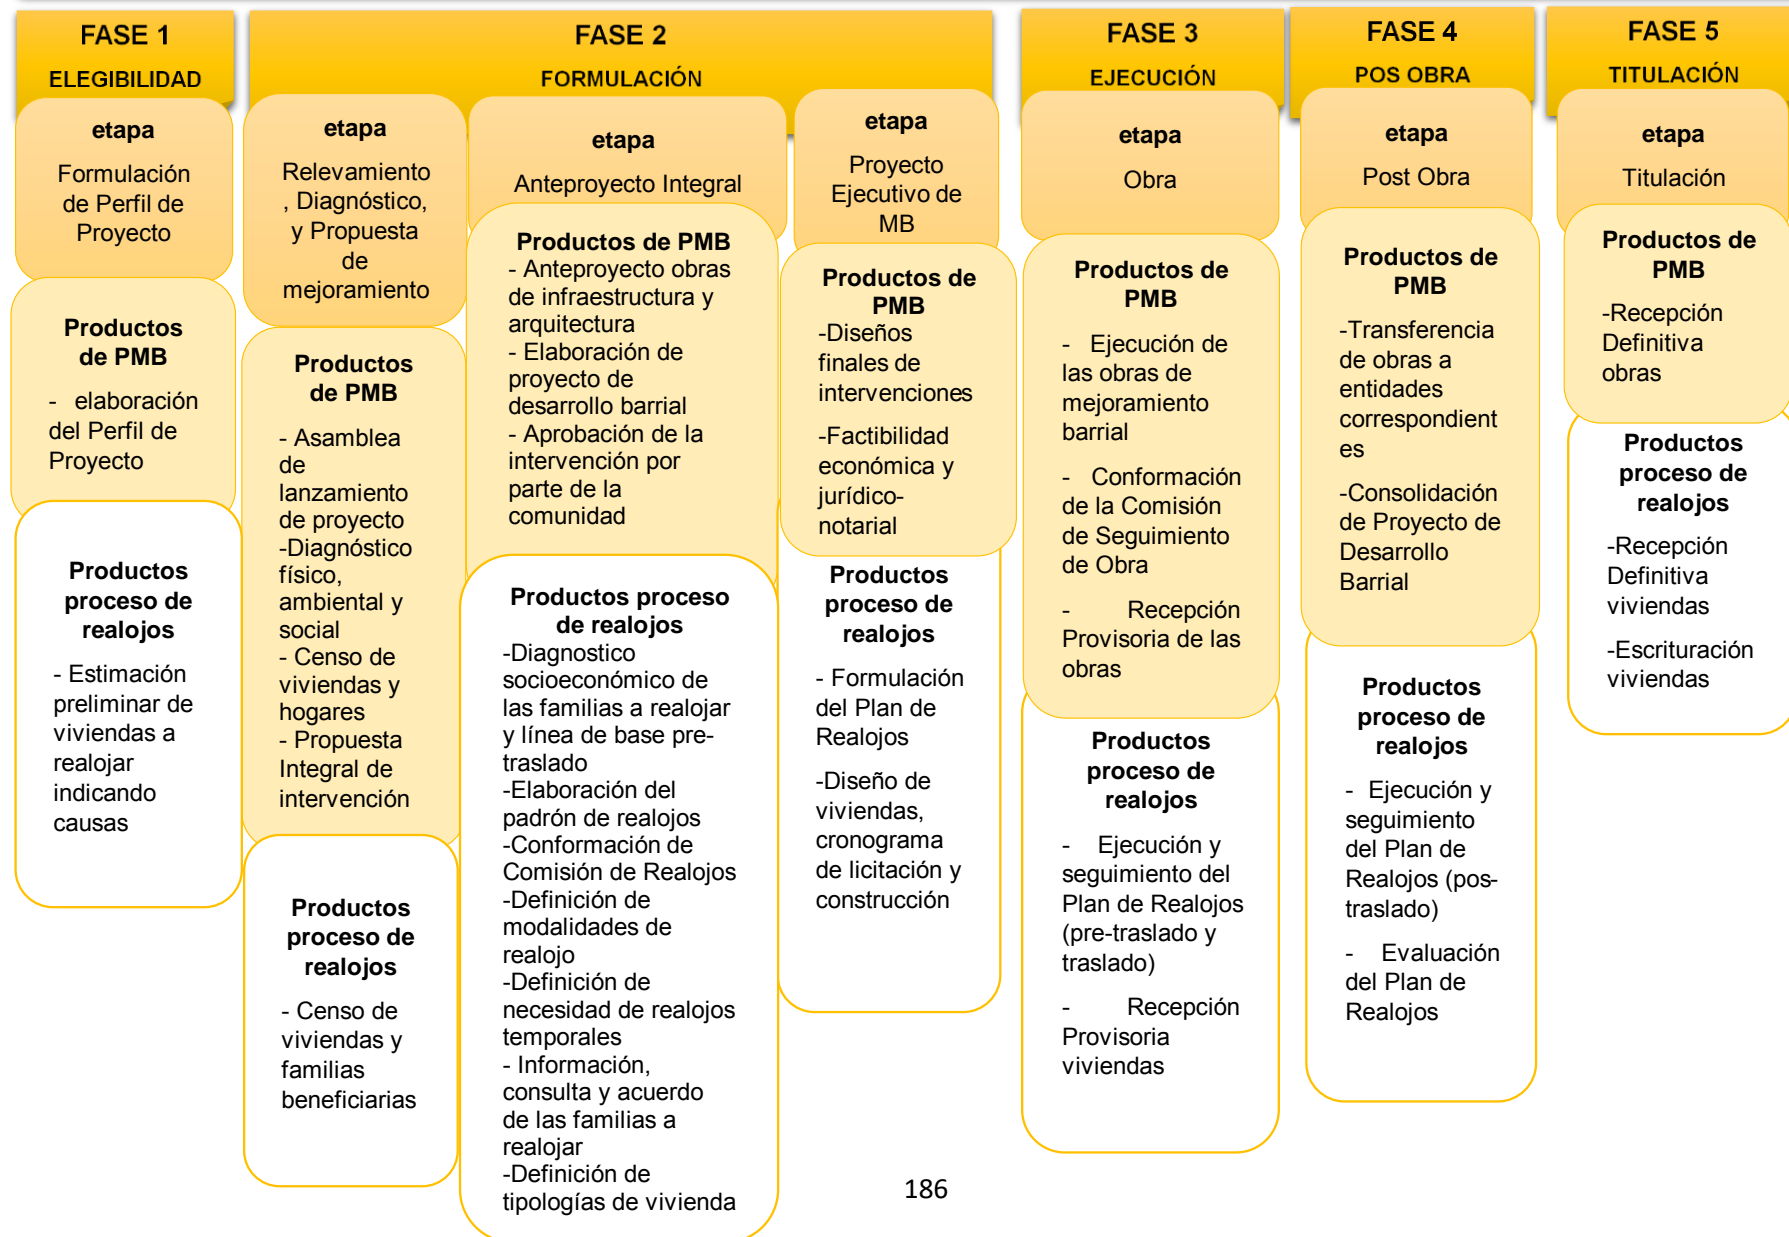 FASE 1
ELEGIBILIDAD
etapa
Formulación
de Perfil de
Proyecto
Productos
de PMB
- elaboración
del Perfil de
Proyecto
Productos
proceso de
realojos
- Estimación
preliminar de
viviendas a
realojar
indicando
causas
FASE 2
FORMULACIÓN
etapa
Relevamiento
, Diagnóstico,
y Propuesta
de
mejoramiento
Productos
de PMB
- Asamblea
de
lanzamiento
de proyecto
-Diagnóstico
físico,
ambiental y
social
- Censo de
viviendas y
hogares
- Propuesta
Integral de
intervención
Productos
proceso de
realojos
- Censo de
viviendas y
familias
beneficiarias
etapa
Anteproyecto Integral
Productos de PMB
- Anteproyecto obras
de infraestructura y
arquitectura
- Elaboración de
proyecto de
desarrollo barrial
- Aprobación de la
intervención por
parte de la
comunidad
Productos proceso
de realojos
-Diagnostico
socioeconómico de
las familias a realojar
y línea de base pre-
traslado
-Elaboración del
padrón de realojos
-Conformación de
Comisión de Realojos
-Definición de
modalidades de
realojo
-Definición de
necesidad de realojos
temporales
- Información,
consulta y acuerdo
de las familias a
realojar
-Definición de
tipologías de vivienda
etapa
Proyecto
Ejecutivo de
MB
Productos de
PMB
-Diseños
finales de
intervenciones
-Factibilidad
económica y
jurídico-
notarial
Productos
proceso de
realojos
- Formulación
del Plan de
Realojos
-Diseño de
viviendas,
cronograma
de licitación y
construcción
FASE 3
EJECUCIÓN
etapa
Obra
Productos de
PMB
- Ejecución de
las obras de
mejoramiento
barrial
- Conformación
de la Comisión
de Seguimiento
de Obra
- Recepción
Provisoria de las
obras
Productos
proceso de
realojos
- Ejecución y
seguimiento del
Plan de Realojos
(pre-traslado y
traslado)
- Recepción
Provisoria
viviendas
FASE 4
POS OBRA
etapa
Post Obra
Productos de
PMB
-Transferencia
de obras a
entidades
correspondient
es
-Consolidación
de Proyecto de
Desarrollo
Barrial
Productos
proceso de
realojos
- Ejecución y
seguimiento
del Plan de
Realojos (pos-
traslado)
- Evaluación
del Plan de
Realojos
FASE 5
TITULACIÓN
etapa
Titulación
Productos de
PMB
-Recepción
Definitiva
obras
Productos
proceso de
realojos
-Recepción
Definitiva
viviendas
-Escrituración
viviendas
186